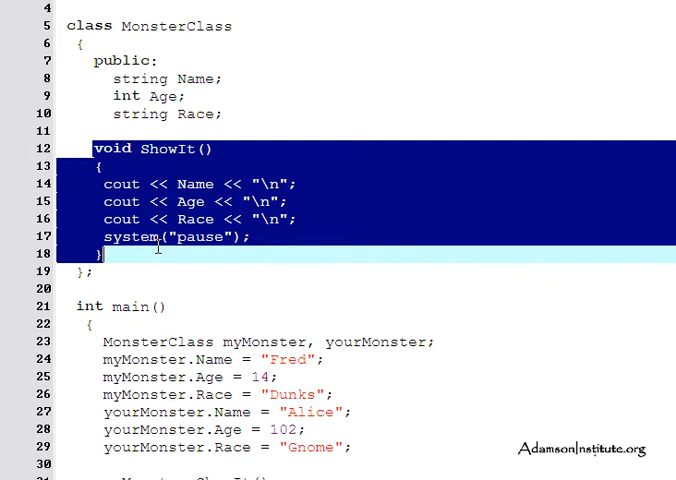 4
5 class MonsterClass
6 {
7 public:
8 string Name;
9 int Age;
10 string Race;
11
12 void ShowIt()
13 {
14 cout << Name << "\n";
15 cout << Age << "\n";
16 cout << Race << "\n";
17 system("pause");
18 }
19 };
20
21 int main()
22 {
23 MonsterClass myMonster, yourMonster;
24 myMonster.Name = "Fred";
25 myMonster.Age = 14;
26 myMonster.Race = "Dunks";
27 yourMonster.Name = "Alice";
28 yourMonster.Age = 102;
29 yourMonster.Race = "Gnome";
AdamsonInstitute.org
30